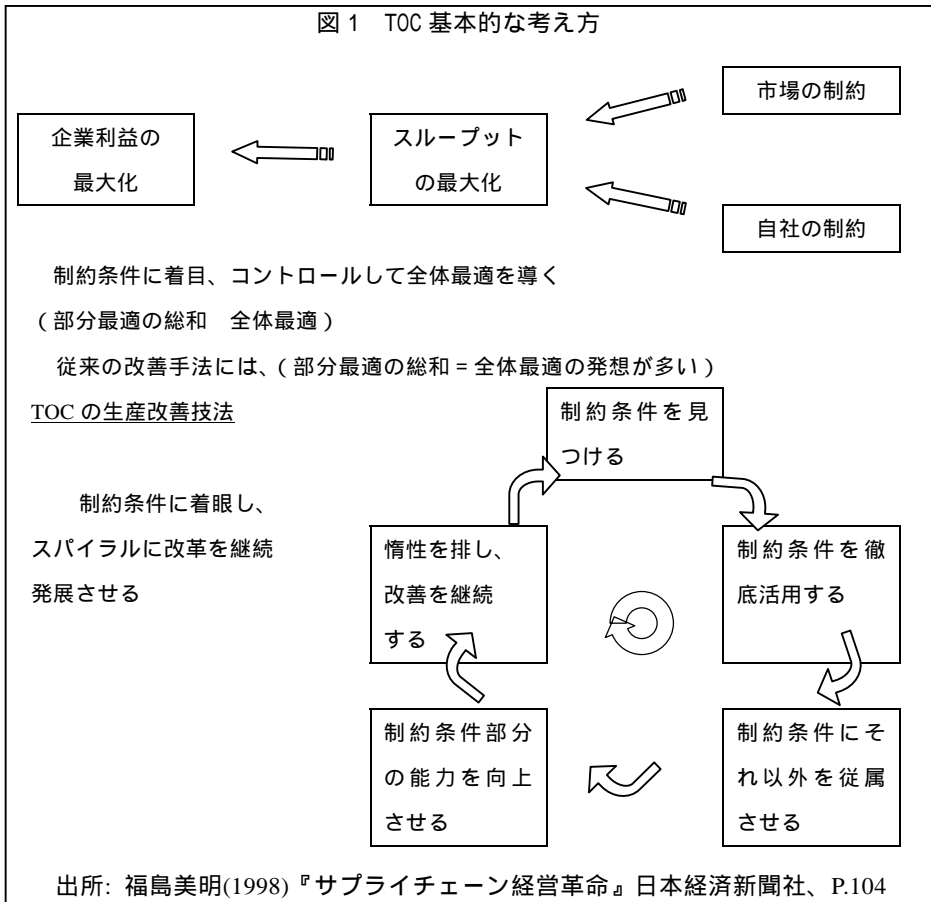 図1 TOC基本的な考え方
市場の制約
企業利益の
最大化
スループット
の最大化
自社の制約
制約条件に着目、コントロールして全体最適を導く
(部分最適の総和 全体最適)
従来の改善手法には、(部分最適の総和=全体最適の発想が多い)
TOCの生産改善技法
制約条件を見
つける
制約条件に着眼し、
スパイラルに改革を継続
発展させる
惰性を排し、
改善を継続
する
制約条件を徹
底活用する
制約条件部分
の能力を向上
させる
制約条件にそ
れ以外を従属
させる
出所: 福島美明(1998)『サプライチェーン経営革命』日本経済新聞社、P.104